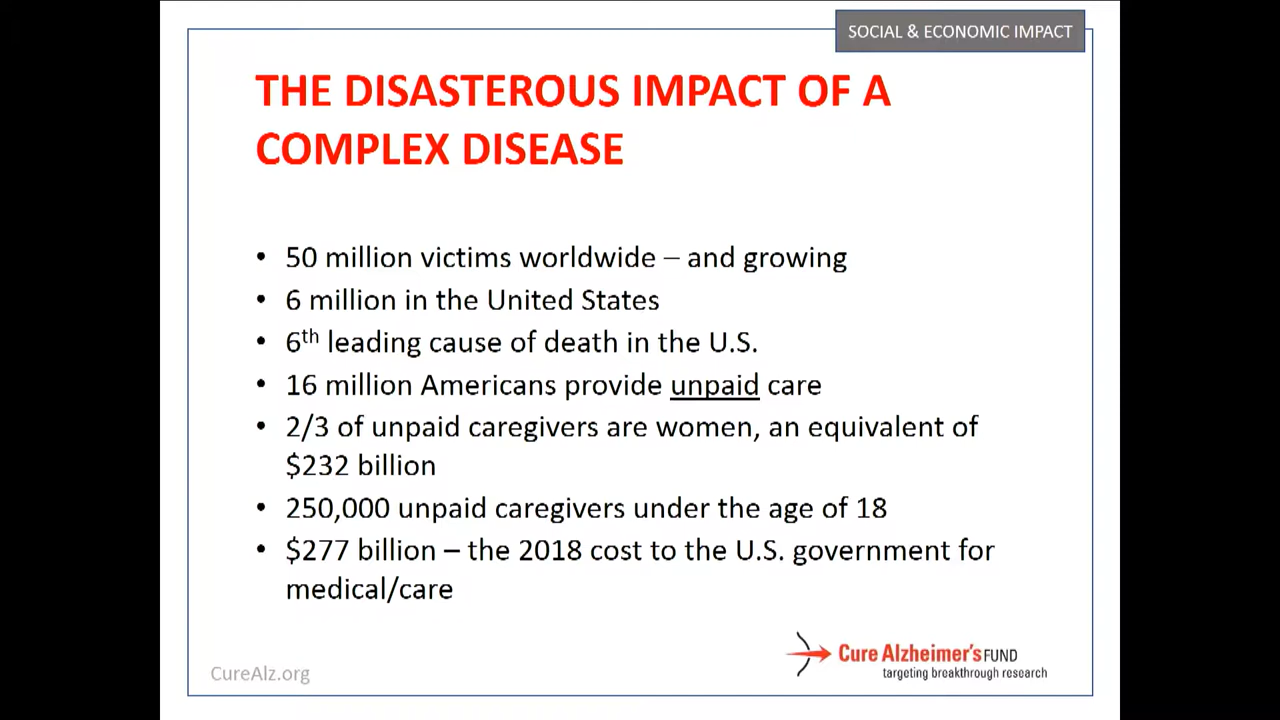 SOCIAL & ECONOMIC IMPACT
THE DISASTEROUS IMPACT OF A
COMPLEX DISEASE
• 50 million victims worldwide – and growing
• 6 million in the United States
• 6th leading cause of death in the U.S.
• 16 million Americans provide unpaid care
• 2/3 of unpaid caregivers are women, an equivalent of
$232 billion
• 250,000 unpaid caregivers under the age of 18
• $277 billion – the 2018 cost to the U.S. government for
medical/care
Cure Alzheimer's FUND
targeting breakthrough research
CureAlz.org